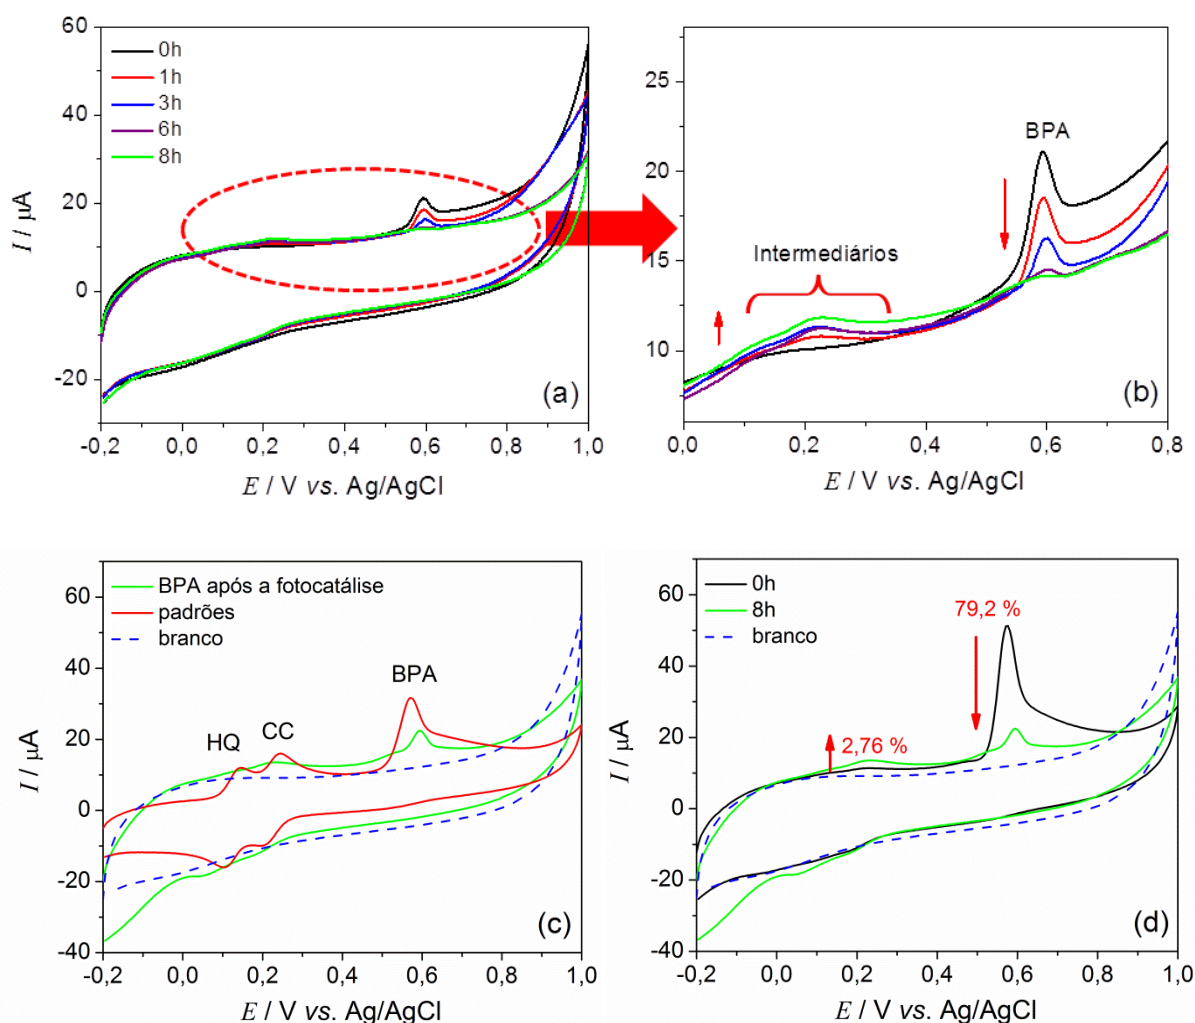 60
40
20
0
-20
I / µA
0h
1h
3h
6h
8h
(a)
-0,2 0,0 0,2 0,4 0,6 0,8 1,0
E / V vs. Ag/AgCl
25
20
15
10
I / µA
BPA
Intermediários
(b)
0,0 0,2 0,4 0,6 0,8
E / V vs. Ag/AgCl
60
40
20
0
-20
-40
I / µA
BPA após a fotocatálise
padrões
branco
BPA
CC
HQ
(c)
-0,2 0,0 0,2 0,4 0,6 0,8 1,0
E / V vs. Ag/AgCl
60
40
20
0
-20
-40
I / µA
0h
8h
branco
79,2 %
2,76 %
(d)
-0,2 0,0 0,2 0,4 0,6 0,8 1,0
E / V vs. Ag/AgCl